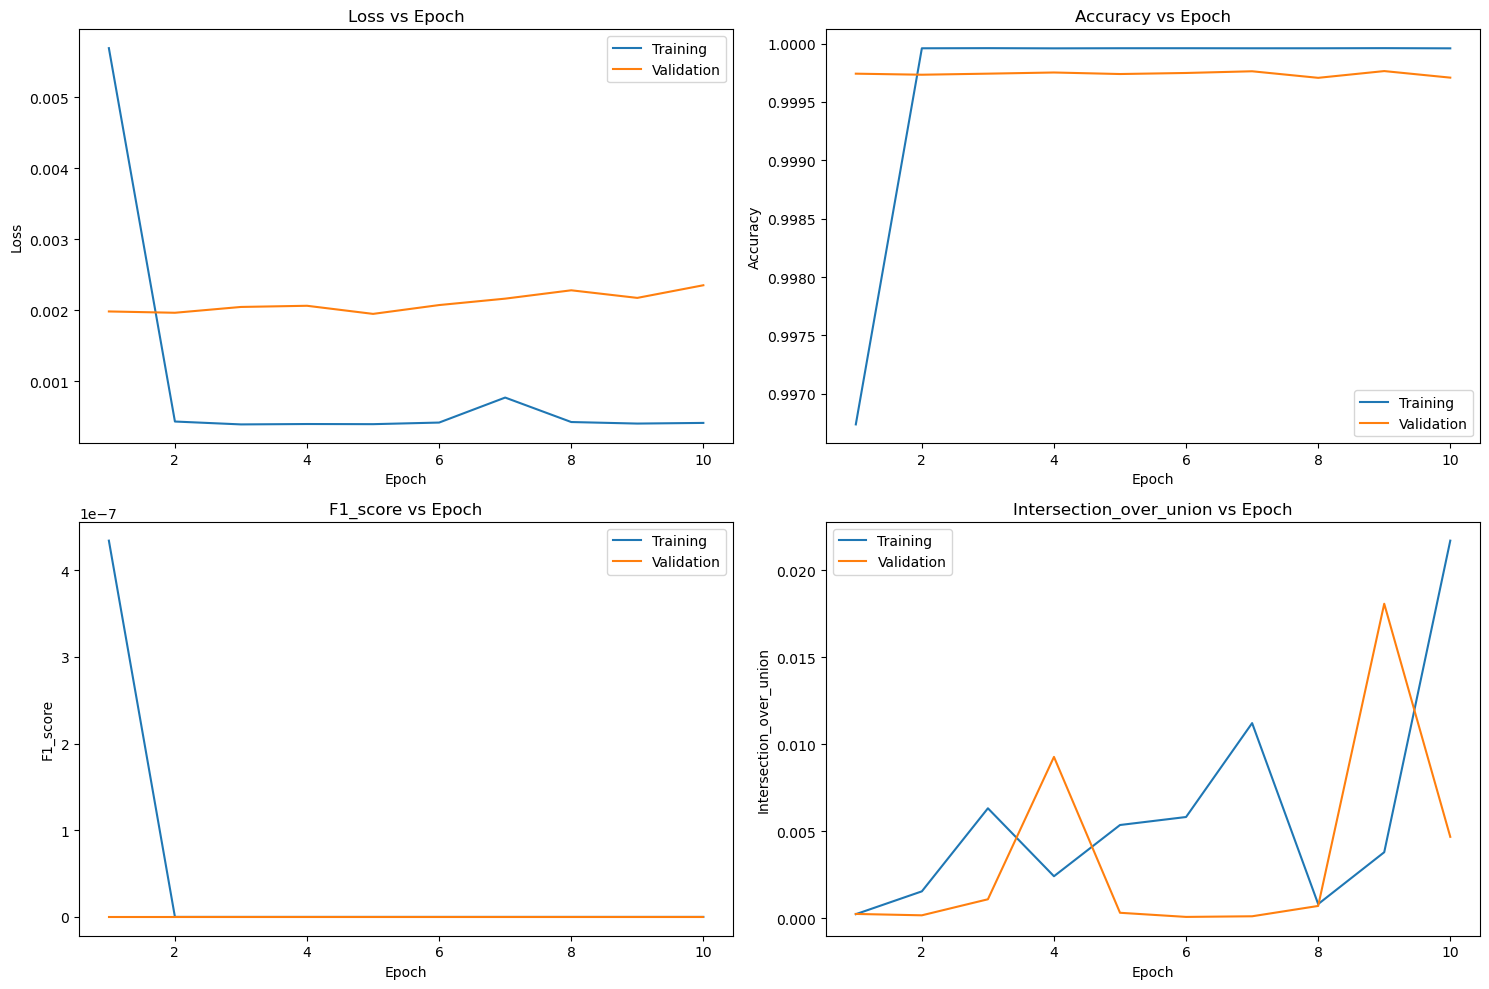 Loss vs Epoch
Loss
0.005
0.004
0.003
0.002
0.001
2 4 6 8 10
Epoch
Training
Validation
Accuracy vs Epoch
Accuracy
1.0000
0.9995
0.9990
0.9985
0.9980
0.9975
0.9970
2 4 6 8 10
Epoch
Training
Validation
F1_score vs Epoch
1e−7
F1_score
4
3
2
1
0
2 4 6 8 10
Epoch
Training
Validation
Intersection_over_union vs Epoch
Intersection_over_union
0.020
0.015
0.010
0.005
0.000
2 4 6 8 10
Epoch
Training
Validation